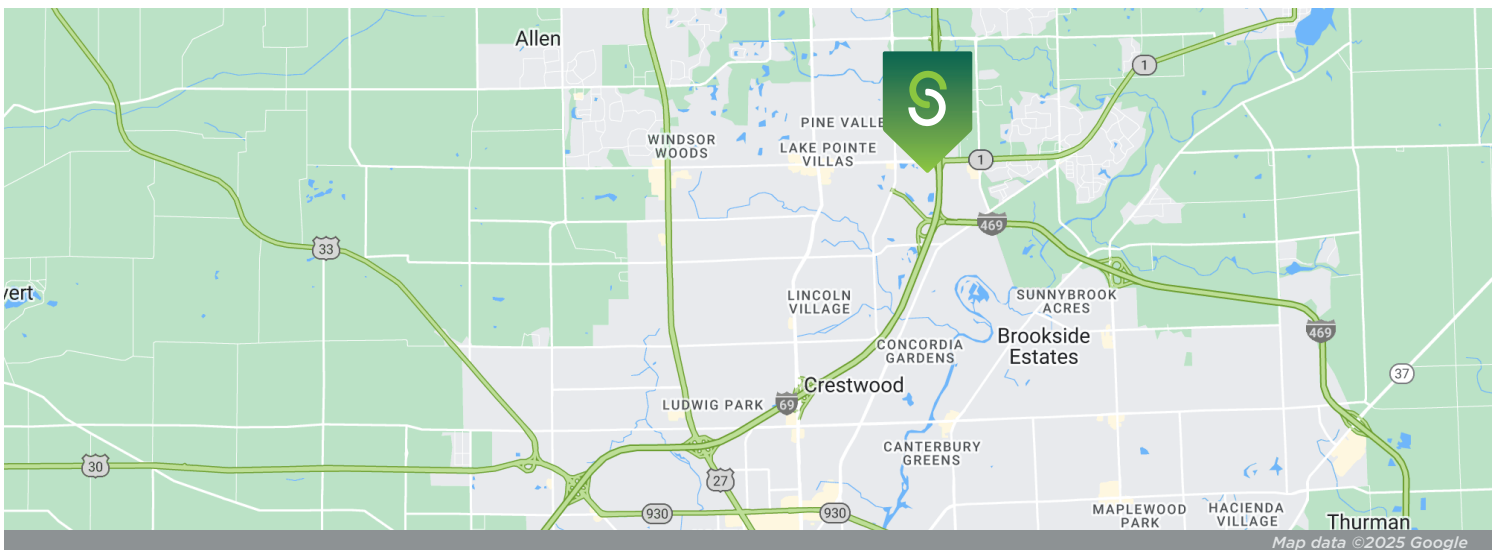 Allen
1
PINE VALLE
WINDSOR
WOODS
LAKE POINTE
VILLAS
1
469
33
vert
LINCOLN
VILLAGE
SUNNYBROOK
ACRES
469
CONCORDIA
GARDENS
Brookside
Estates
37
Crestwood
69
LUDWIG PARK
CANTERBURY
GREENS
30
27
930
930
MAPLEWOOD
PARK
HACIENDA
VILLAGE
Thurman
Map data ©2025 Google